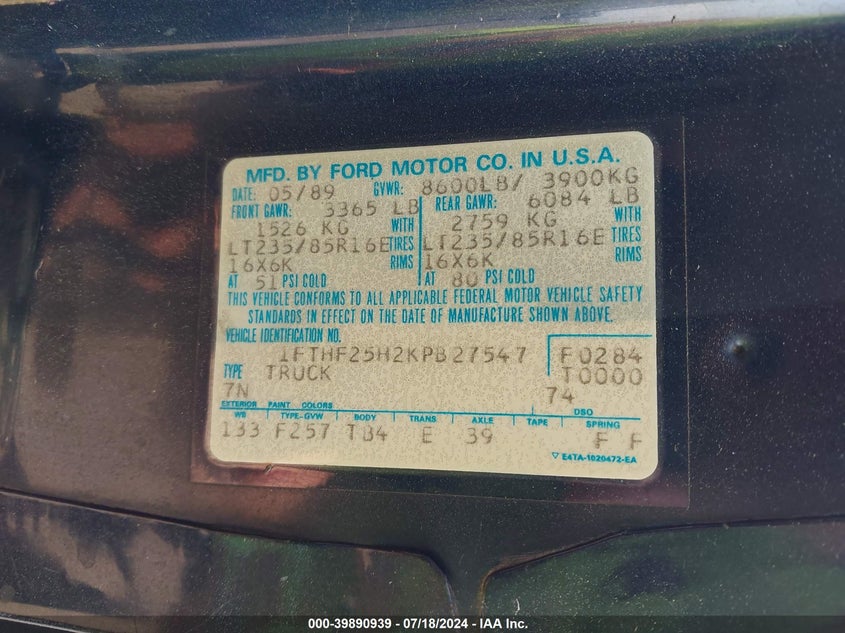 MFD. BY FORD MOTOR CO. IN U.S.A.
DATE: 05/89 GVWR: 8600LB/ 3900KG
FRONT GAWR: 3365 LB REAR GAWR: 6084 LB
1526 KG WITH 2759 KG WITH
LT235/85R16E TIRES LT235/85R16E TIRES
16X6K RIMS 16X6K RIMS
AT 51 PSI COLD AT 80 PSI COLD
THIS VEHICLE CONFORMS TO ALL APPLICABLE FEDERAL MOTOR VEHICLE SAFETY
STANDARDS IN EFFECT ON THE DATE OF MANUFACTURE SHOWN ABOVE.
VEHICLE IDENTIFICATION NO.
1FTHF25H2KPB27547 F0284
TYPE TRUCK T0000
7N 74
EXTERIOR PAINT COLORS DSO
WB TYPE-GVW BODY TRANS AXLE TAPE SPRING
133 F257 TB4 E 39 F F
▽ E4TA-1020472-EA
000-39890939 - 07/18/2024 - IAA Inc.